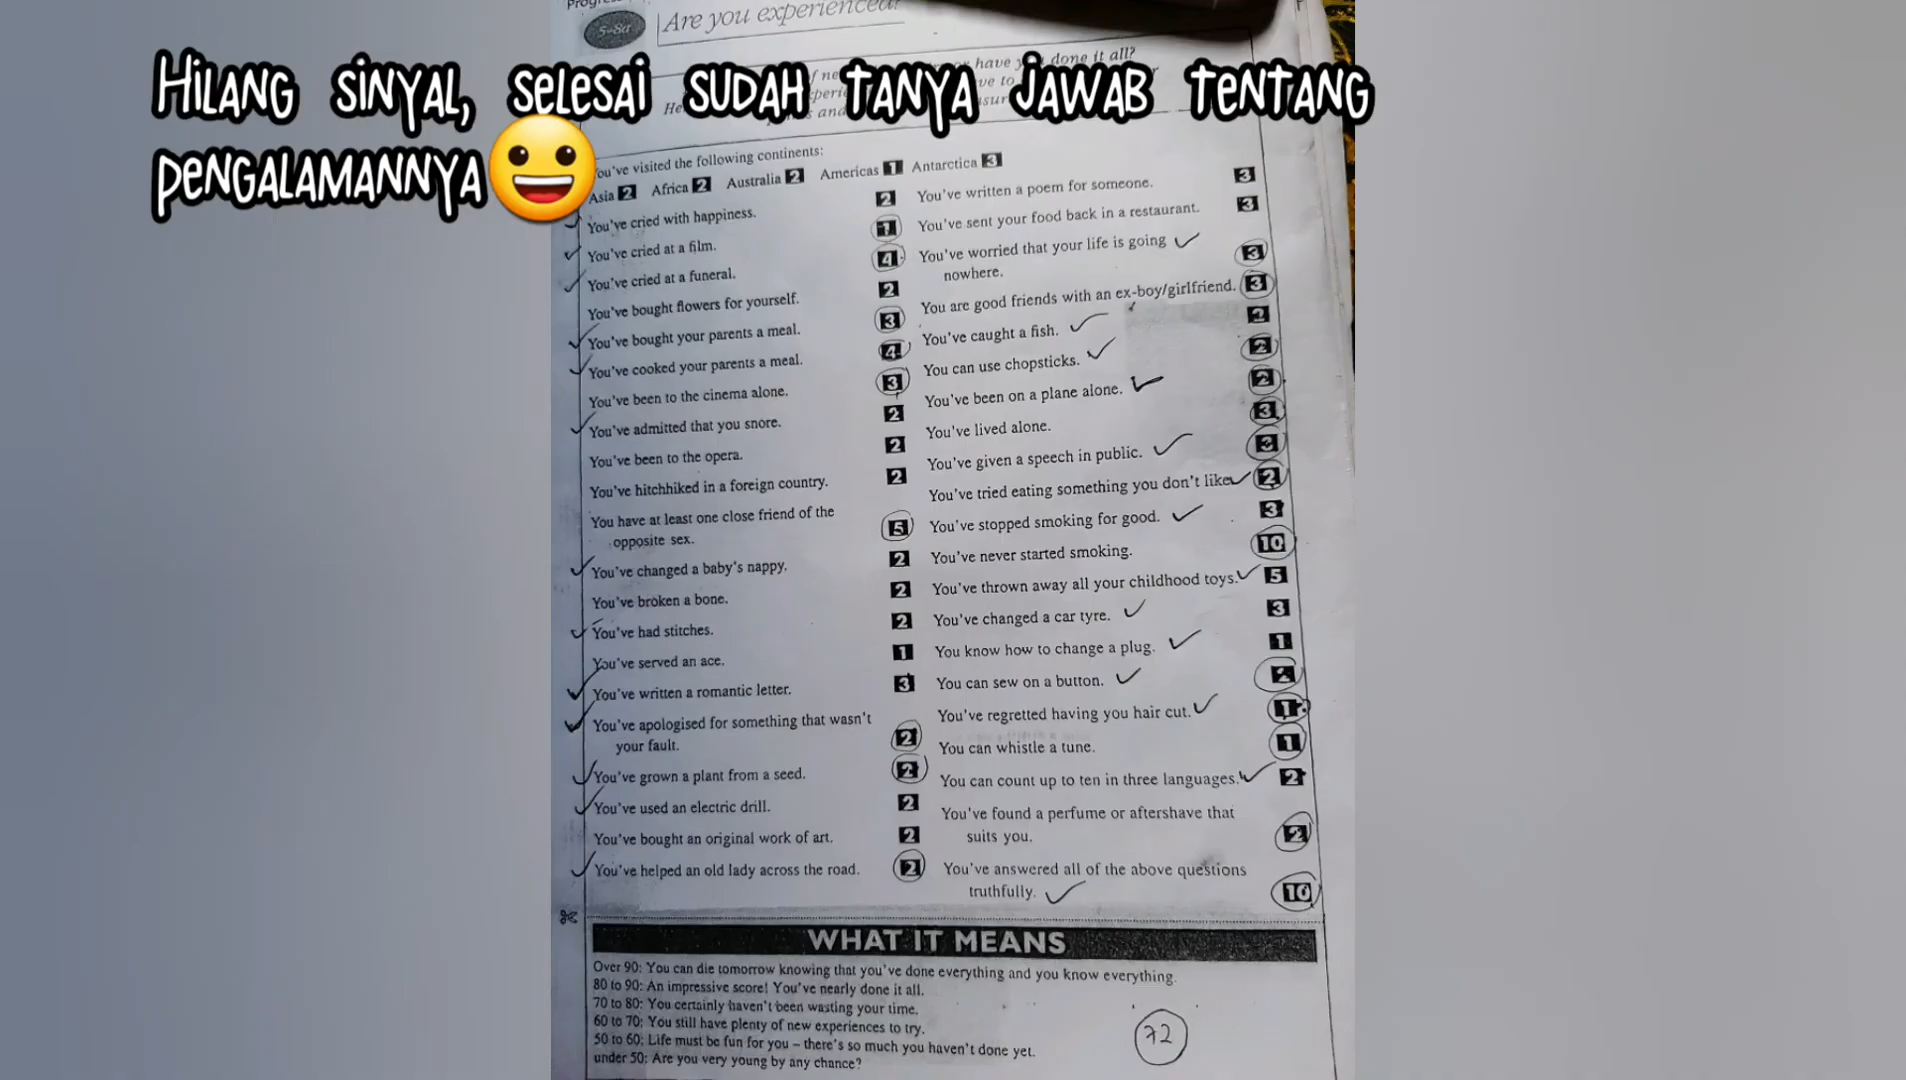 Are you experienced?
5-8a
have you done it all?
HILANG SINYAL, SELESAI SUDAH TANYA JAWAB TENTANG
PENGALAMANNYA😀
You've visited the following continents:
Asia 2 Africa 2 Australia 2 Americas 1 Antarctica 3
You've cried with happiness. 2
You've cried at a film. 1
You've cried at a funeral. 4
You've bought flowers for yourself. 2
You've bought your parents a meal. 3
You've cooked your parents a meal. 4
You've been to the cinema alone. 3
You've admitted that you snore. 2
You've been to the opera. 2
You've hitchhiked in a foreign country. 2
You have at least one close friend of the
opposite sex. 5
You've changed a baby's nappy. 2
You've broken a bone. 2
You've had stitches. 2
You've served an ace. 1
You've written a romantic letter. 3
You've apologised for something that wasn't
your fault. 2
You've grown a plant from a seed. 2
You've used an electric drill. 2
You've bought an original work of art. 2
You've helped an old lady across the road. 2
You've written a poem for someone. 3
You've sent your food back in a restaurant. 3
You've worried that your life is going
nowhere. 3
You are good friends with an ex-boy/girlfriend. 3
You've caught a fish. 2
You can use chopsticks. 2
You've been on a plane alone. 2
You've lived alone. 3
You've given a speech in public. 3
You've tried eating something you don't like. 2
You've stopped smoking for good. 3
You've never started smoking. 10
You've thrown away all your childhood toys. 5
You've changed a car tyre. 3
You know how to change a plug. 1
You can sew on a button. 2
You've regretted having you hair cut. 1
You can whistle a tune. 1
You can count up to ten in three languages. 2
You've found a perfume or aftershave that
suits you. 2
You've answered all of the above questions
truthfully. 10
WHAT IT MEANS
Over 90: You can die tomorrow knowing that you've done everything and you know everything.
80 to 90: An impressive score! You've nearly done it all.
70 to 80: You certainly haven't been wasting your time.
60 to 70: You still have plenty of new experiences to try.
50 to 60: Life must be fun for you – there's so much you haven't done yet.
under 50: Are you very young by any chance?
72